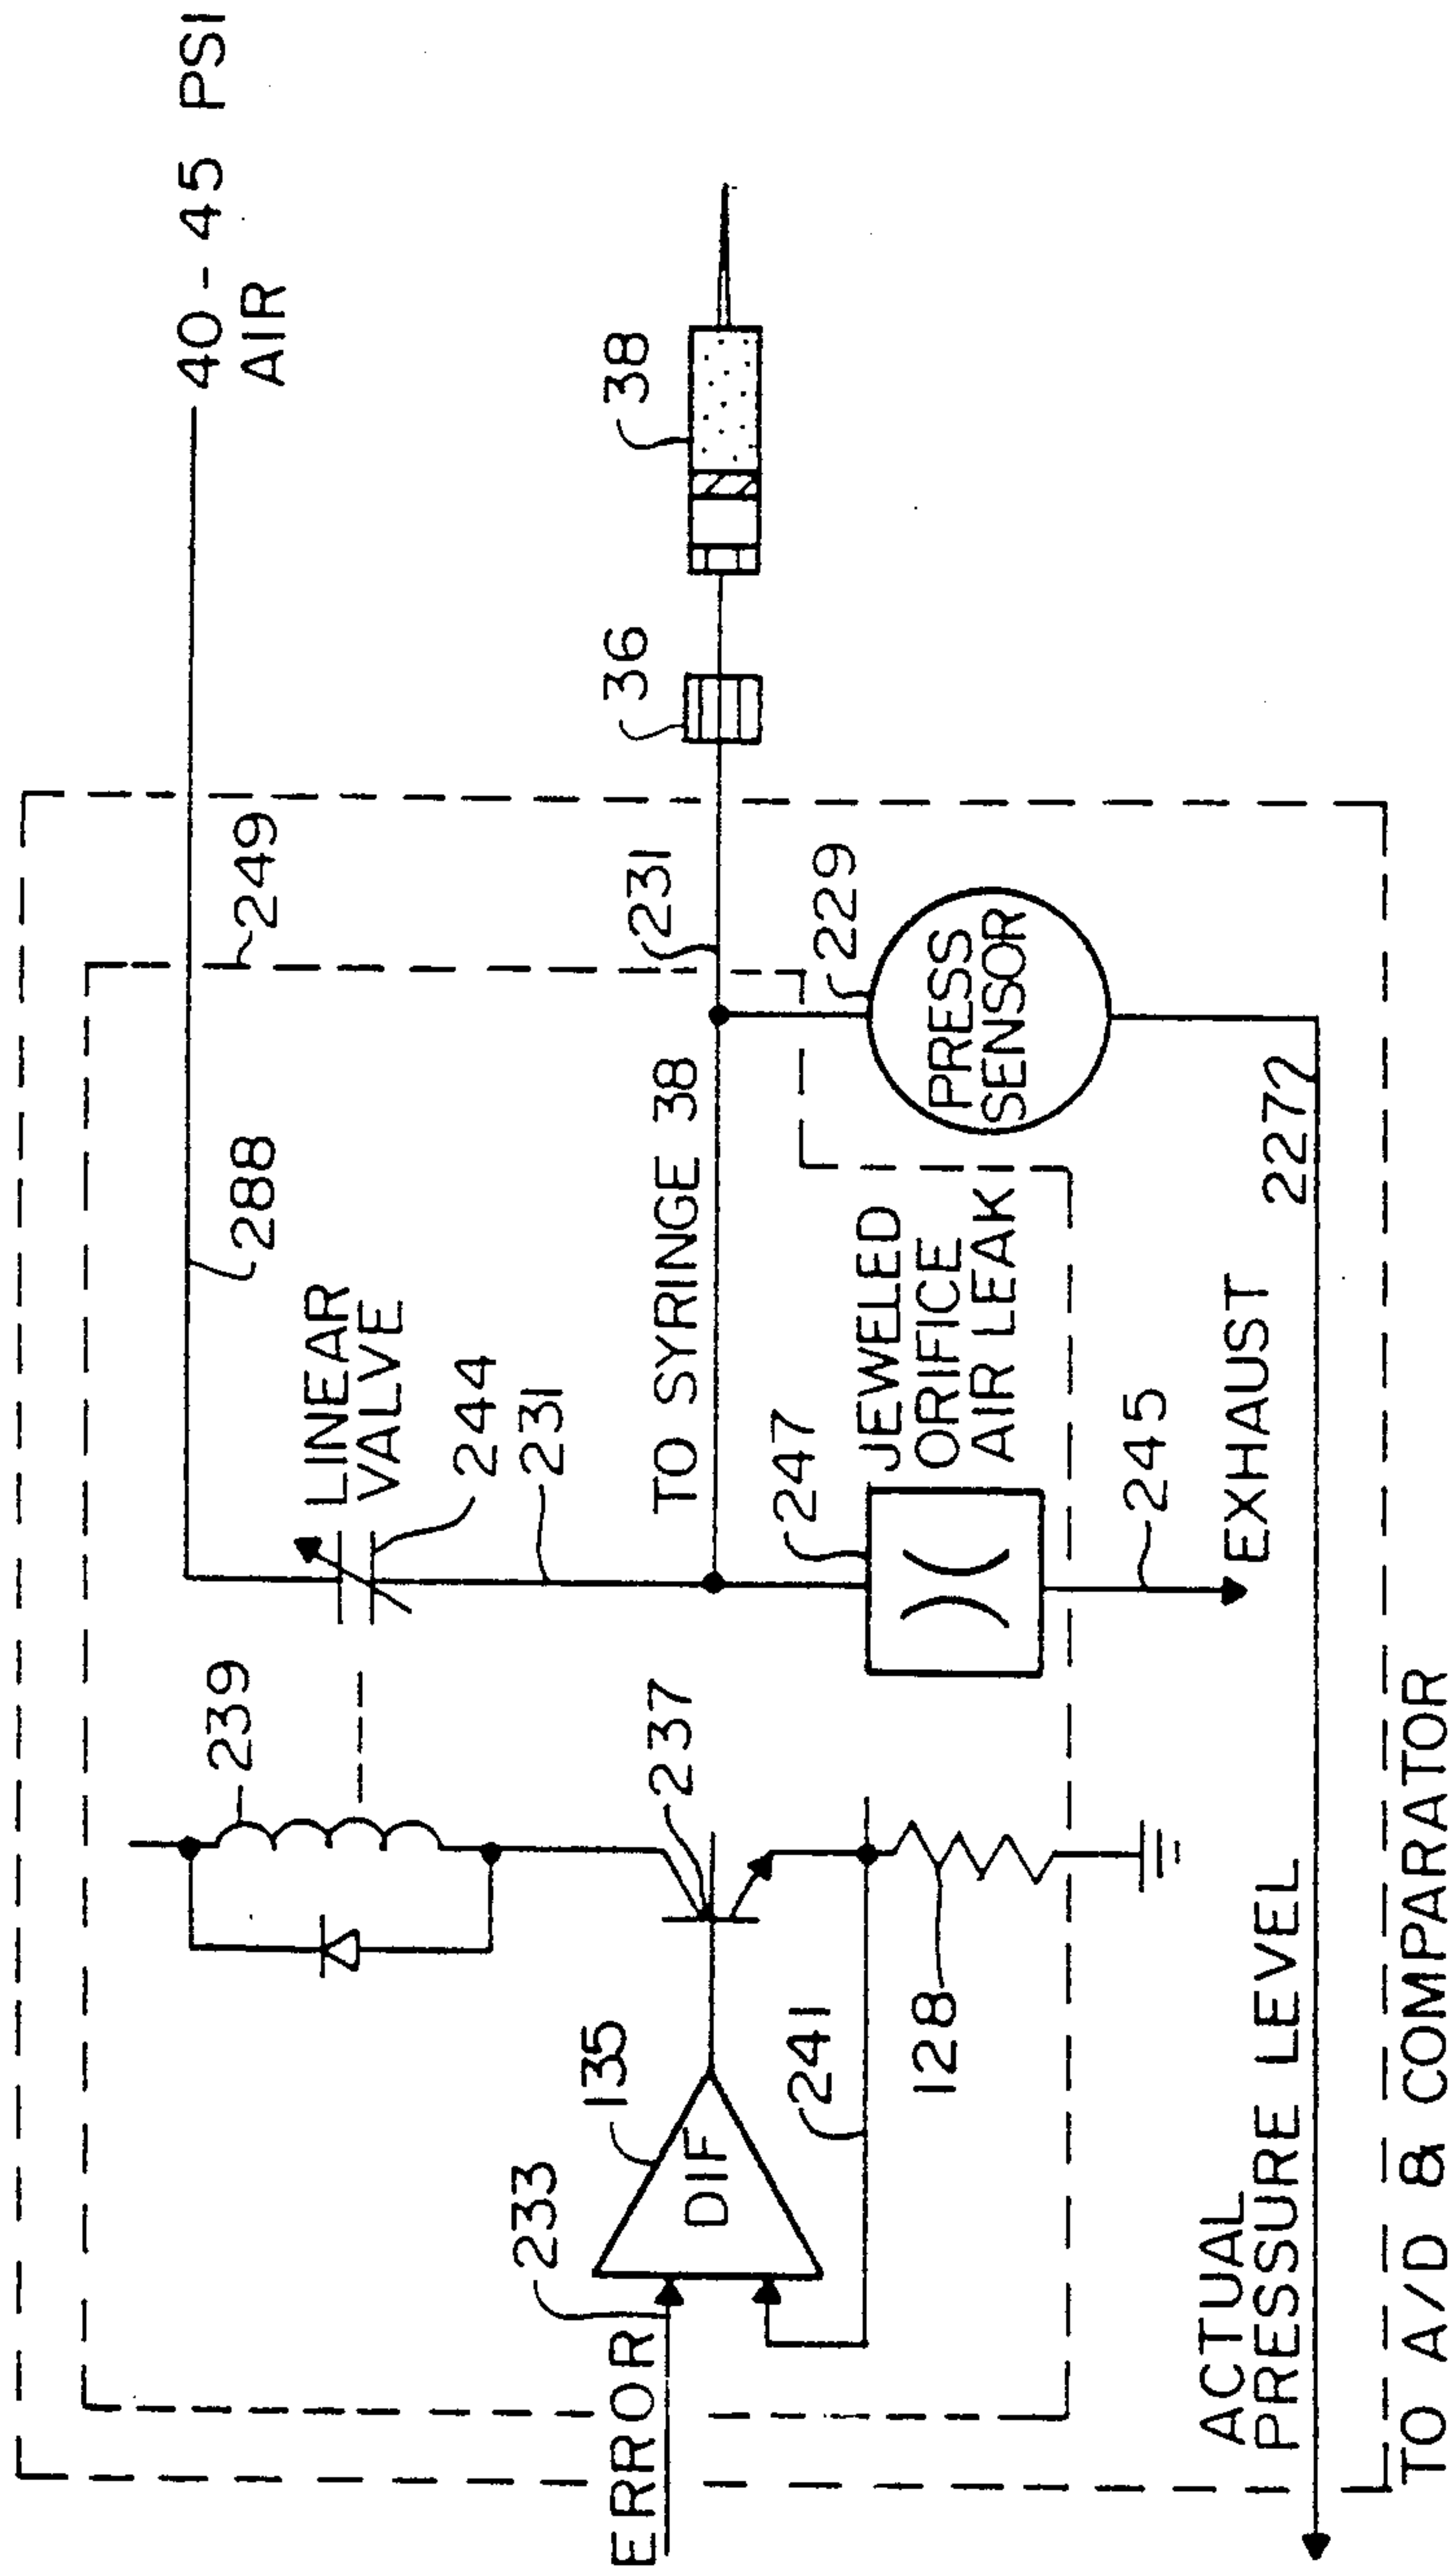 40-45 PSI
AIR
249
288
LINEAR
VALVE
244
231
239
36
38
231
TO SYRINGE 38
229
PRESS
SENSOR
237
247
JEWELED
ORIFICE
AIR LEAK
135
DIF
233
ERROR
241
128
245
EXHAUST
227
ACTUAL
PRESSURE LEVEL
TO A/D & COMPARATOR